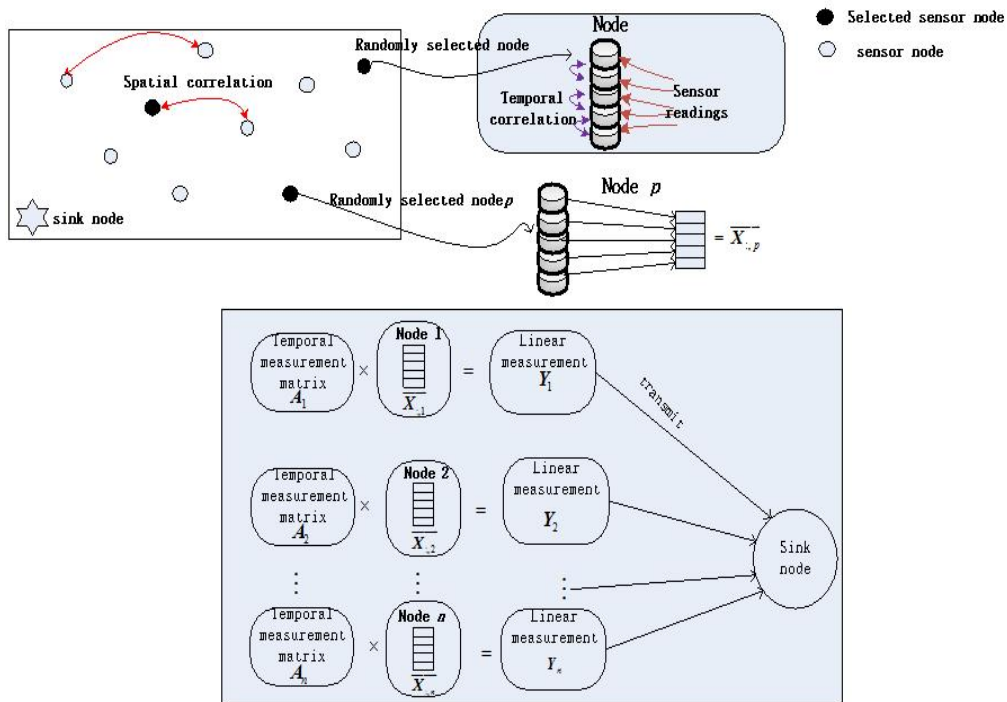 Selected sensor node
sensor node
Spatial correlation
sink node
Randomly selected node
Node
Temporal
correlation
Sensor
readings
Randomly selected node p
Node p
= X̄:,p
Temporal
measurement
matrix
A1
×
Node 1
X̄:,1
=
Linear
measurement
Y1
transmit
Temporal
measurement
matrix
A2
×
Node 2
X̄:,2
=
Linear
measurement
Y2
Sink
node
⋮ ⋮ ⋮
Temporal
measurement
matrix
An
×
Node n
X̄:,n
=
Linear
measurement
Yn